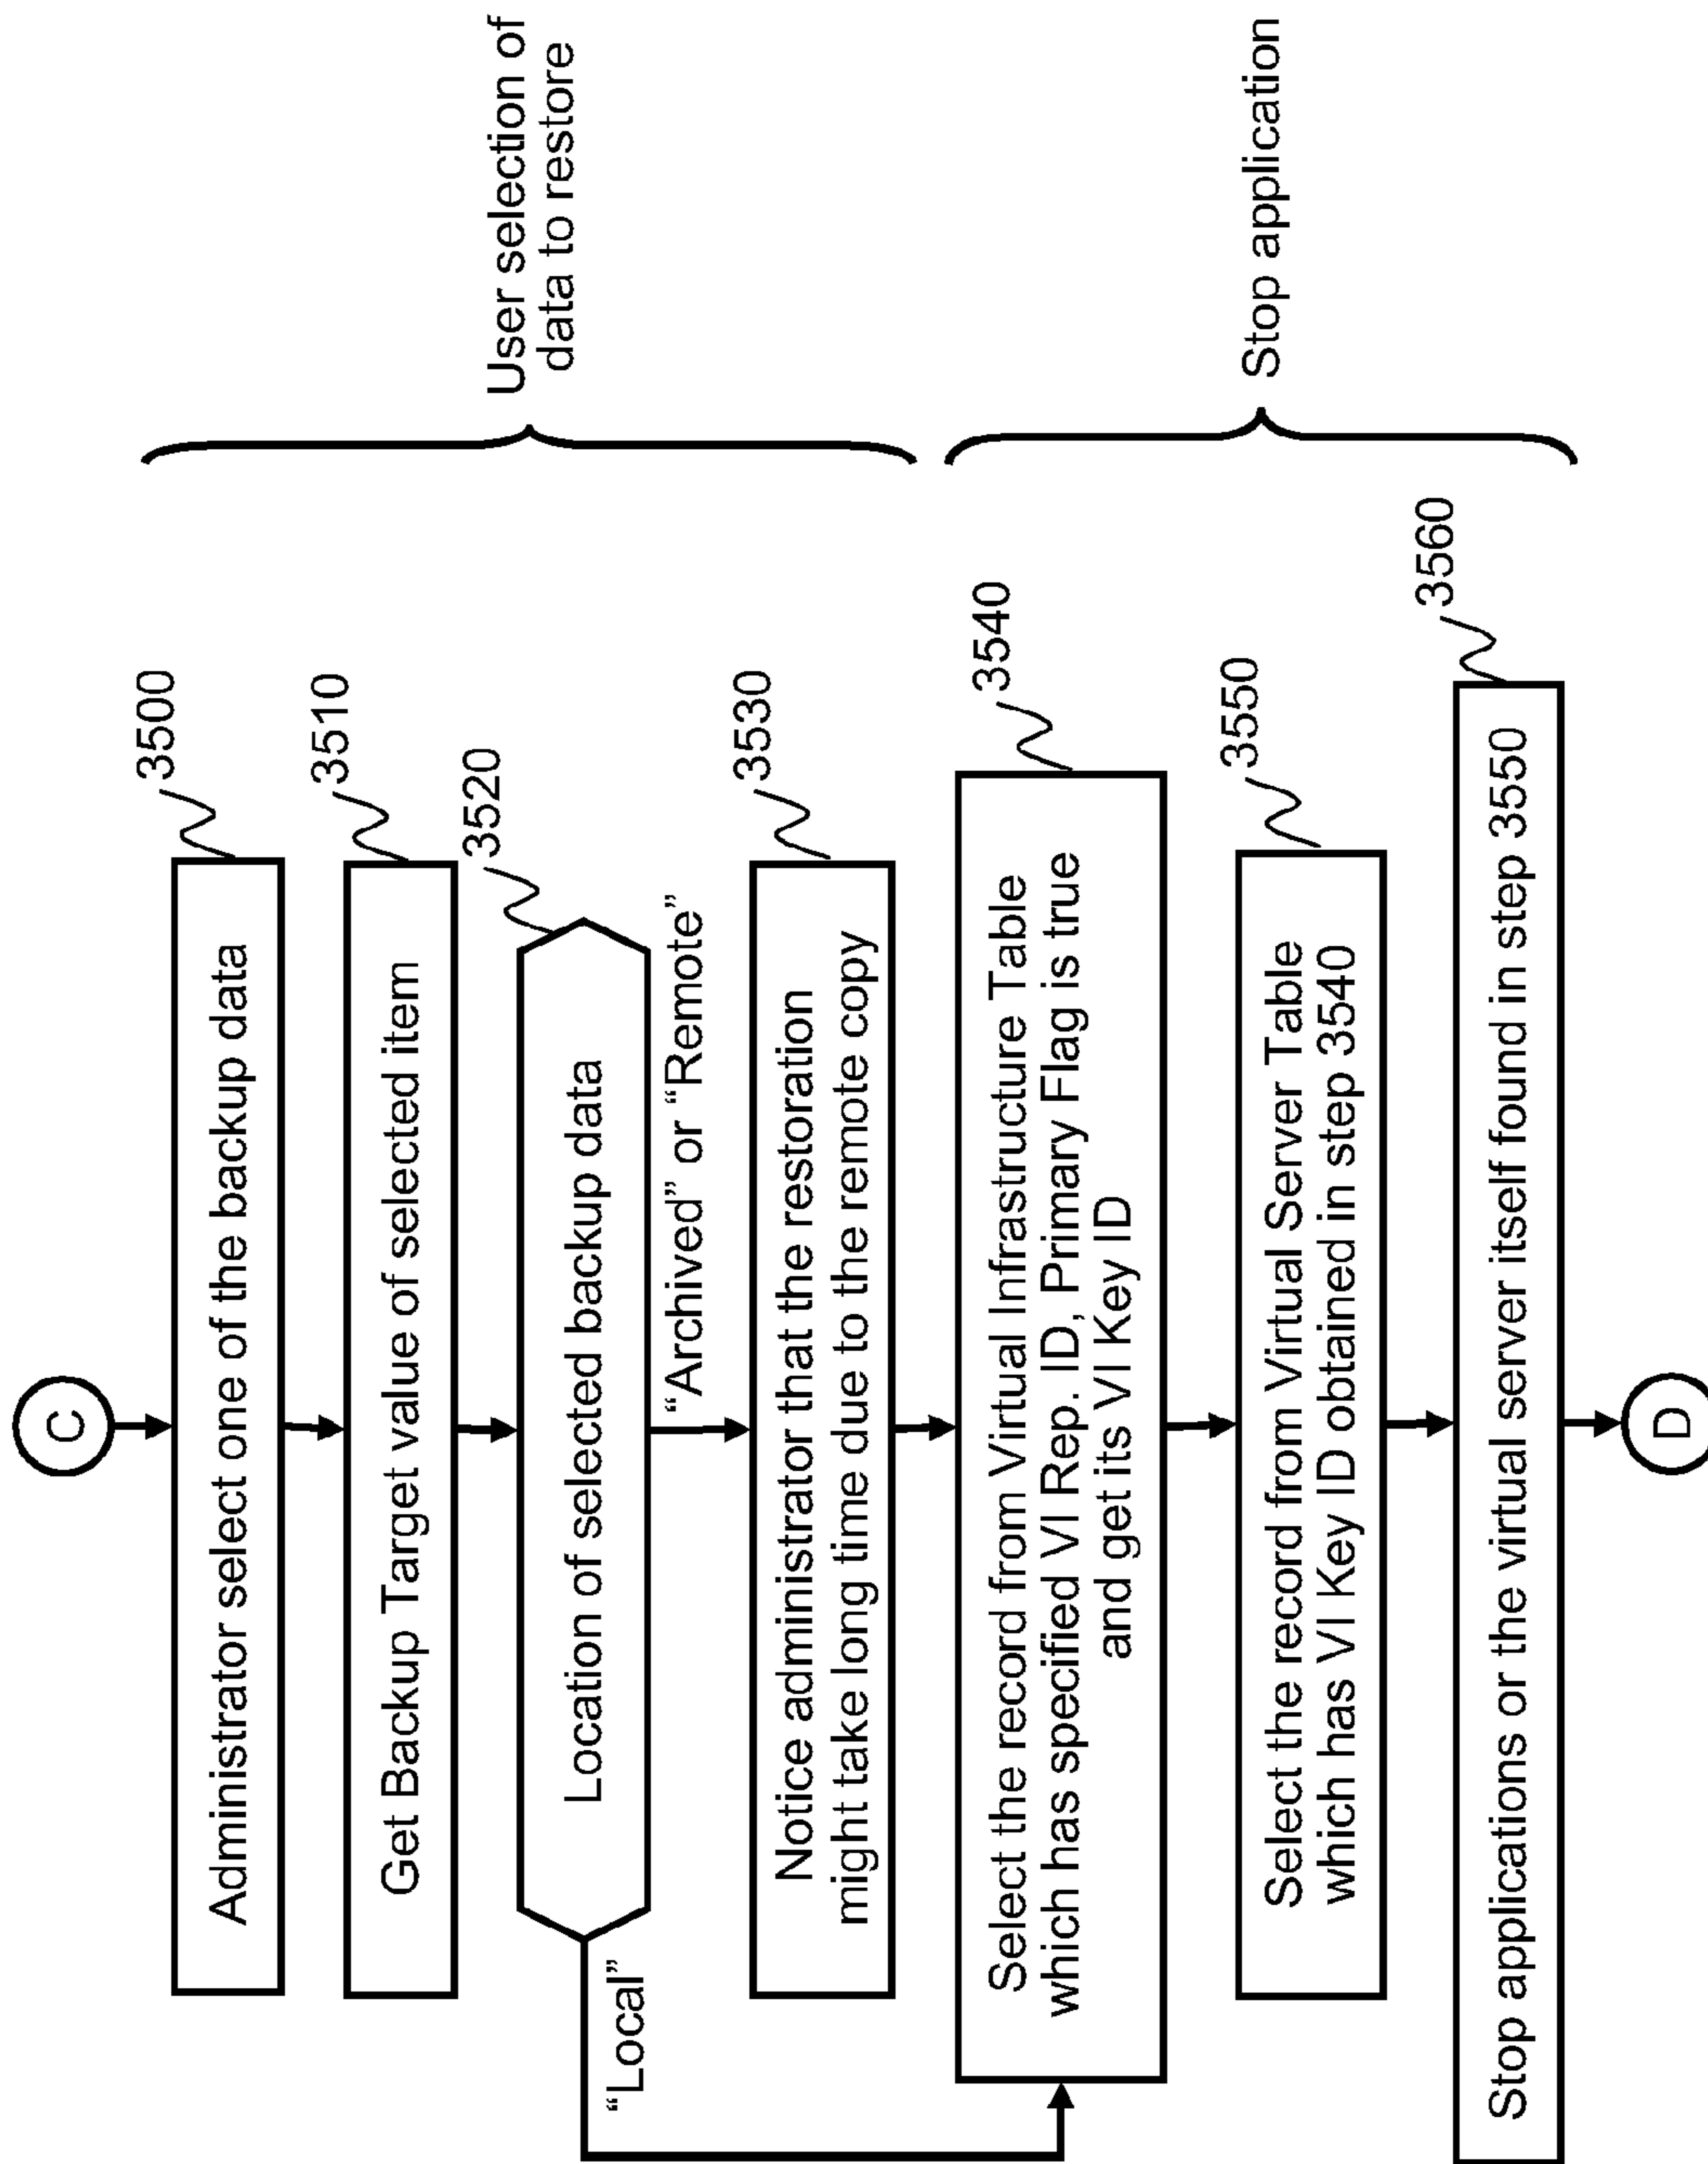 C
3500
Administrator select one of the backup data
3510
Get Backup Target value of selected item
3520
Location of selected backup data
“Local”
“Archived” or “Remote”
3530
Notice administrator that the restoration
might take long time due to the remote copy
User selection of
data to restore
3540
Select the record from Virtual Infrastructure Table
which has specified VI Rep. ID, Primary Flag is true
and get its VI Key ID
3550
Select the record from Virtual Server Table
which has VI Key ID obtained in step 3540
3560
Stop applications or the virtual server itself found in step 3550
Stop application
D